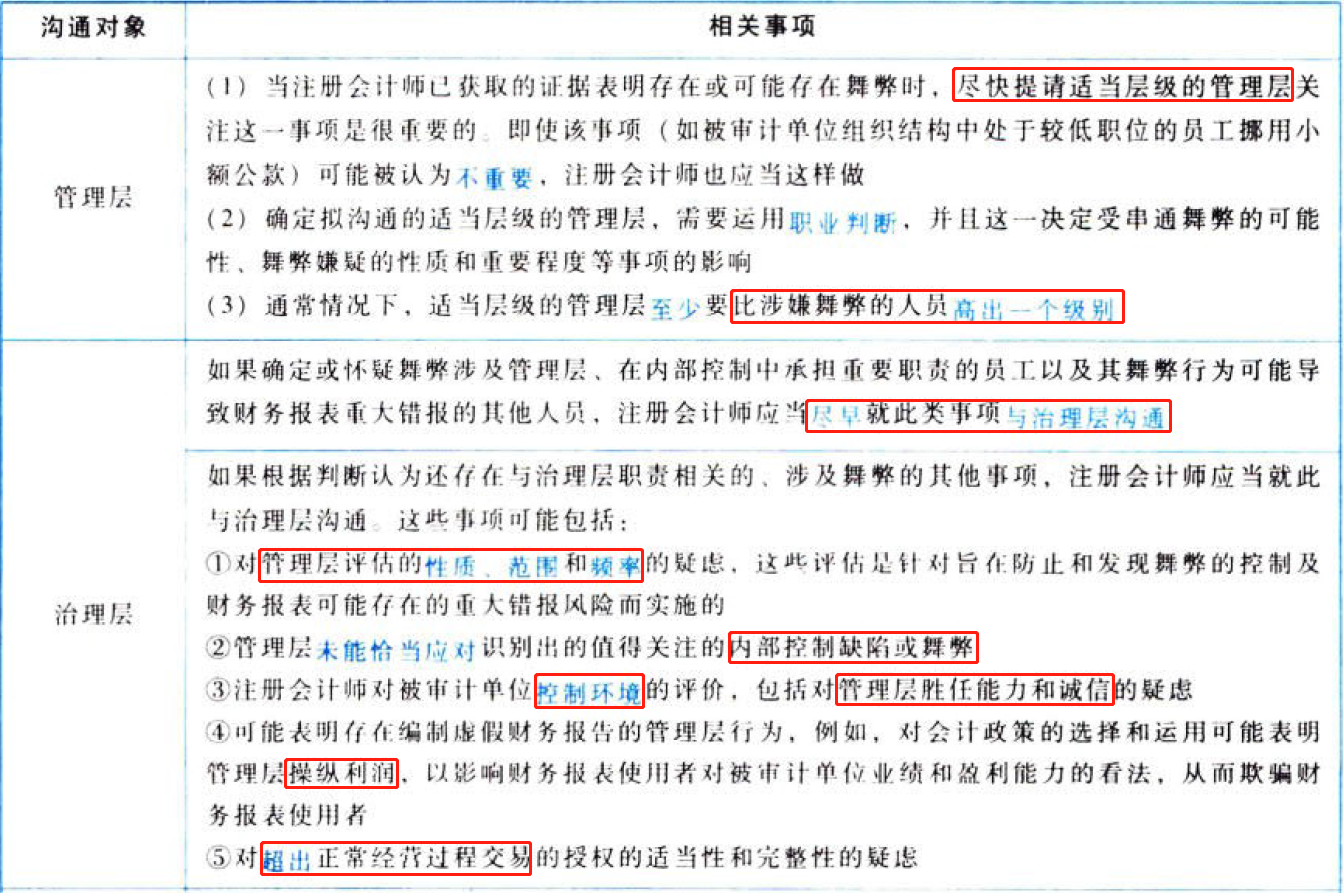 沟通对象
相关事项
管理层
(1)当注册会计师已获取的证据表明存在或可能存在舞弊时,尽快提请适当层级的管理层关
注这一事项是很重要的。即使该事项(如被审计单位组织结构中处于较低职位的员工挪用小
额公款)可能被认为不重要,注册会计师也应当这样做
(2)确定拟沟通的适当层级的管理层,需要运用职业判断,并且这一决定受串通舞弊的可能
性、舞弊嫌疑的性质和重要程度等事项的影响
(3)通常情况下,适当层级的管理层至少要比涉嫌舞弊的人员高出一个级别
治理层
如果确定或怀疑舞弊涉及管理层、在内部控制中承担重要职责的员工以及其舞弊行为可能导
致财务报表重大错报的其他人员,注册会计师应当尽早就此类事项与治理层沟通
如果根据判断认为还存在与治理层职责相关的、涉及舞弊的其他事项,注册会计师应当就此
与治理层沟通。这些事项可能包括:
①对管理层评估的性质、范围和频率的疑虑,这些评估是针对旨在防止和发现舞弊的控制及
财务报表可能存在的重大错报风险而实施的
②管理层未能恰当应对识别出的值得关注的内部控制缺陷或舞弊
③注册会计师对被审计单位控制环境的评价,包括对管理层胜任能力和诚信的疑虑
④可能表明存在编制虚假财务报告的管理层行为,例如,对会计政策的选择和运用可能表明
管理层操纵利润,以影响财务报表使用者对被审计单位业绩和盈利能力的看法,从而欺骗财
务报表使用者
⑤对超出正常经营过程交易的授权的适当性和完整性的疑虑